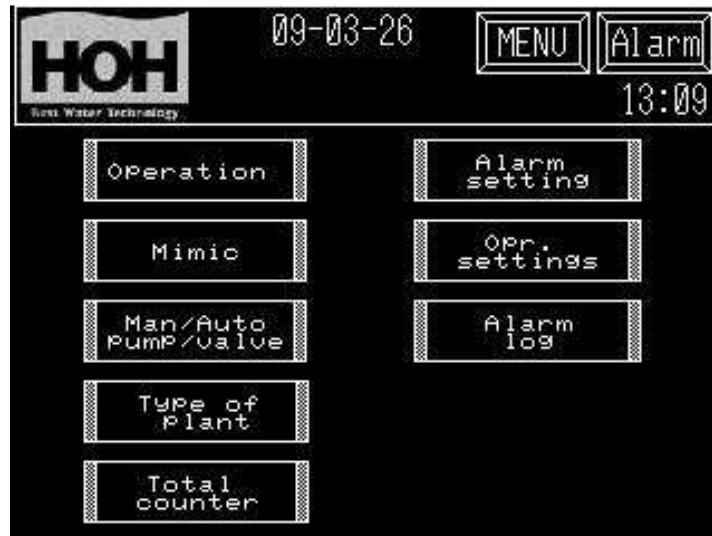 HOH
Best Water Technology
09-03-26
MENU
Alarm
13:09
Operation
Mimic
Man/Auto
pump/valve
Type of
plant
Total
counter
Alarm
setting
Opr.
settings
Alarm
log